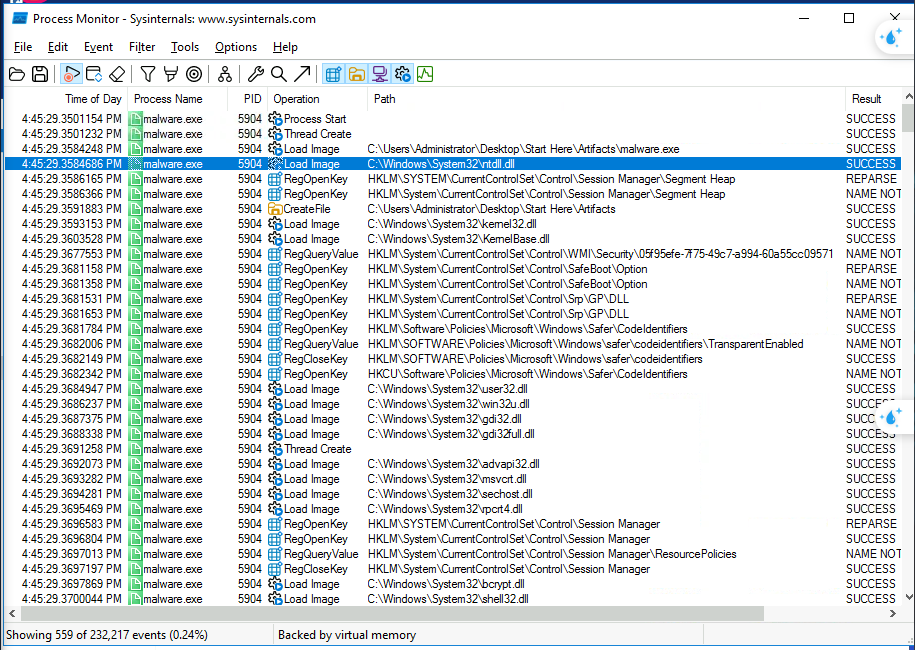 Process Monitor - Sysinternals: www.sysinternals.com
File Edit Event Filter Tools Options Help
Time of Day Process Name PID Operation Path Result
4:45:29.3501154 PM malware.exe 5904 Process Start SUCCESS
4:45:29.3501232 PM malware.exe 5904 Thread Create SUCCESS
4:45:29.3584248 PM malware.exe 5904 Load Image C:\Users\Administrator\Desktop\Start Here\Artifacts\malware.exe SUCCESS
4:45:29.3584686 PM malware.exe 5904 Load Image C:\Windows\System32\ntdll.dll SUCCESS
4:45:29.3586165 PM malware.exe 5904 RegOpenKey HKLM\SYSTEM\CurrentControlSet\Control\Session Manager\Segment Heap REPARSE
4:45:29.3586366 PM malware.exe 5904 RegOpenKey HKLM\System\CurrentControlSet\Control\Session Manager\Segment Heap NAME NOT
4:45:29.3591883 PM malware.exe 5904 CreateFile C:\Users\Administrator\Desktop\Start Here\Artifacts SUCCESS
4:45:29.3593153 PM malware.exe 5904 Load Image C:\Windows\System32\kernel32.dll SUCCESS
4:45:29.3603528 PM malware.exe 5904 Load Image C:\Windows\System32\KernelBase.dll SUCCESS
4:45:29.3677553 PM malware.exe 5904 RegQueryValue HKLM\System\CurrentControlSet\Control\WMI\Security\05f95efe-7f75-49c7-a994-60a55cc09571 NAME NOT
4:45:29.3681158 PM malware.exe 5904 RegOpenKey HKLM\System\CurrentControlSet\Control\SafeBoot\Option REPARSE
4:45:29.3681358 PM malware.exe 5904 RegOpenKey HKLM\System\CurrentControlSet\Control\SafeBoot\Option NAME NOT
4:45:29.3681531 PM malware.exe 5904 RegOpenKey HKLM\System\CurrentControlSet\Control\Srp\GP\DLL REPARSE
4:45:29.3681653 PM malware.exe 5904 RegOpenKey HKLM\System\CurrentControlSet\Control\Srp\GP\DLL NAME NOT
4:45:29.3681784 PM malware.exe 5904 RegOpenKey HKLM\Software\Policies\Microsoft\Windows\Safer\CodeIdentifiers SUCCESS
4:45:29.3682006 PM malware.exe 5904 RegQueryValue HKLM\SOFTWARE\Policies\Microsoft\Windows\safer\codeidentifiers\TransparentEnabled NAME NOT
4:45:29.3682149 PM malware.exe 5904 RegCloseKey HKLM\SOFTWARE\Policies\Microsoft\Windows\safer\codeidentifiers SUCCESS
4:45:29.3682342 PM malware.exe 5904 RegOpenKey HKCU\Software\Policies\Microsoft\Windows\Safer\CodeIdentifiers NAME NOT
4:45:29.3684947 PM malware.exe 5904 Load Image C:\Windows\System32\user32.dll SUCCESS
4:45:29.3686237 PM malware.exe 5904 Load Image C:\Windows\System32\win32u.dll SUCCESS
4:45:29.3687375 PM malware.exe 5904 Load Image C:\Windows\System32\gdi32.dll SUCC
4:45:29.3688338 PM malware.exe 5904 Load Image C:\Windows\System32\gdi32full.dll SUCCESS
4:45:29.3691258 PM malware.exe 5904 Thread Create SUCCESS
4:45:29.3692073 PM malware.exe 5904 Load Image C:\Windows\System32\advapi32.dll SUCCESS
4:45:29.3693282 PM malware.exe 5904 Load Image C:\Windows\System32\msvcrt.dll SUCCESS
4:45:29.3694281 PM malware.exe 5904 Load Image C:\Windows\System32\sechost.dll SUCCESS
4:45:29.3695469 PM malware.exe 5904 Load Image C:\Windows\System32\rpcrt4.dll SUCCESS
4:45:29.3696583 PM malware.exe 5904 RegOpenKey HKLM\SYSTEM\CurrentControlSet\Control\Session Manager REPARSE
4:45:29.3696804 PM malware.exe 5904 RegOpenKey HKLM\System\CurrentControlSet\Control\Session Manager SUCCESS
4:45:29.3697013 PM malware.exe 5904 RegQueryValue HKLM\System\CurrentControlSet\Control\Session Manager\ResourcePolicies NAME NOT
4:45:29.3697197 PM malware.exe 5904 RegCloseKey HKLM\System\CurrentControlSet\Control\Session Manager SUCCESS
4:45:29.3697869 PM malware.exe 5904 Load Image C:\Windows\System32\bcrypt.dll SUCCESS
4:45:29.3700044 PM malware.exe 5904 Load Image C:\Windows\System32\shell32.dll SUCCESS
Showing 559 of 232,217 events (0.24%) Backed by virtual memory